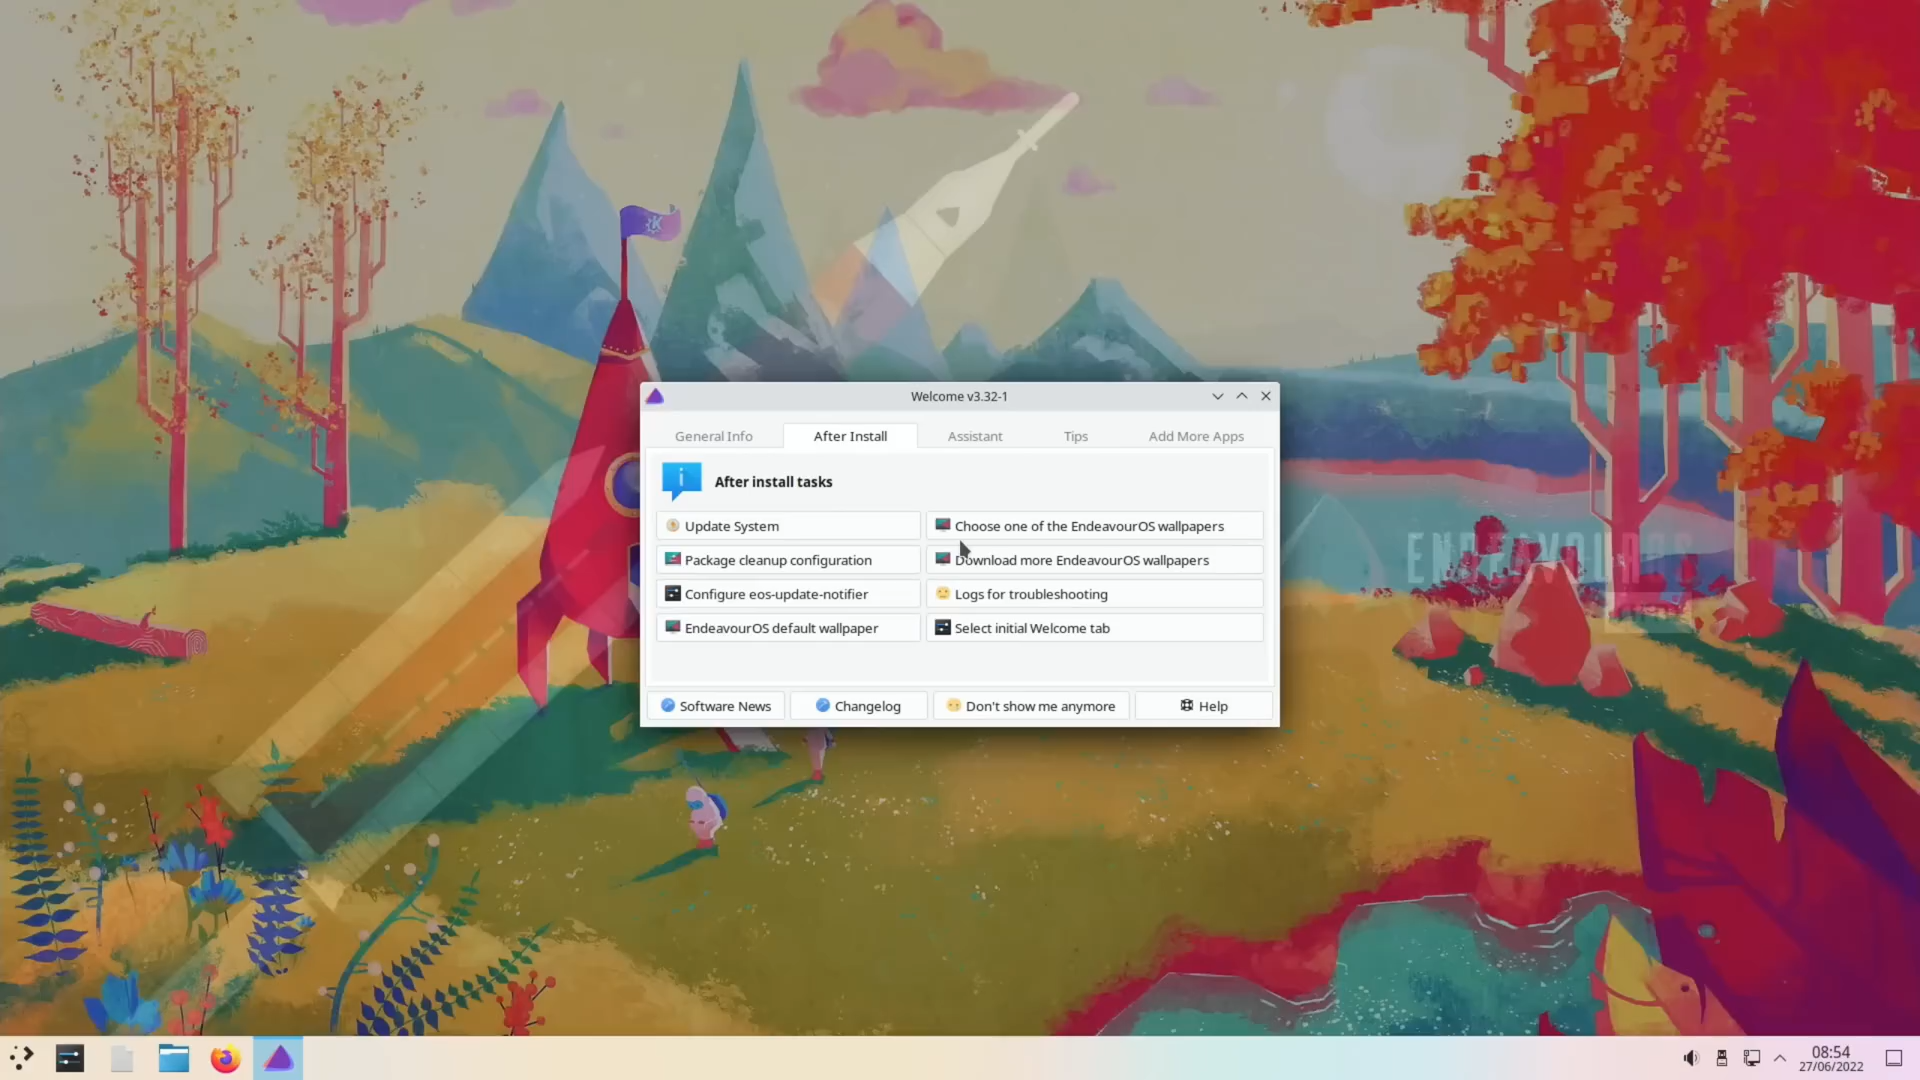 Welcome v3.32-1
General Info
After Install
Assistant
Tips
Add More Apps
After install tasks
Update System
Choose one of the EndeavourOS wallpapers
Package cleanup configuration
Download more EndeavourOS wallpapers
Configure eos-update-notifier
Logs for troubleshooting
EndeavourOS default wallpaper
Select initial Welcome tab
Software News
Changelog
Don't show me anymore
Help
ENDEAVOUROS
08:54
27/06/2022